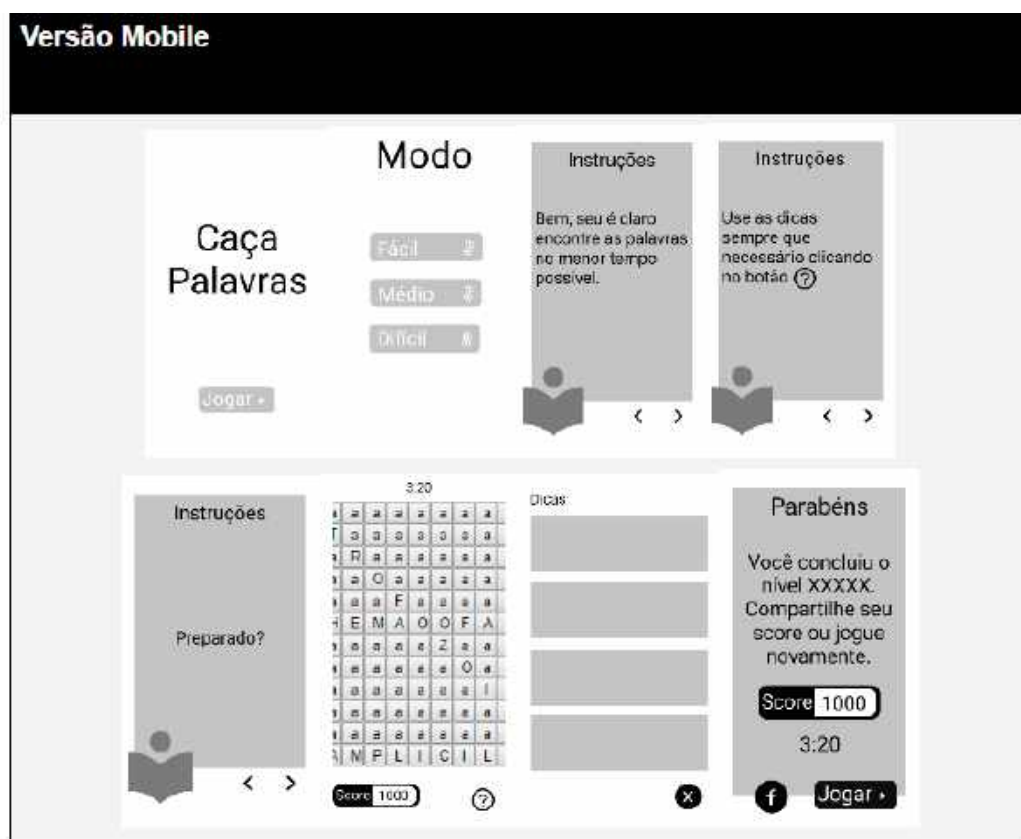 Versão Mobile
Caça
Palavras
Jogar
Modo
Fácil
Médio
Difícil
Instruções
Bem, seu é claro
encontre as palavras
no menor tempo
possível.
Instruções
Use as dicas
sempre que
necessário clicando
no botão ?
Instruções
Preparado?
3:20
a a a a a a a
T a a a a a a
R a a a a a a
a O a a a a a
a a F a a a a
H E M A O O F A
a a a a Z a a
a a a a a O a
a a a a a a I
a a a a a a a
a a a a a a a
M P L I C I L
Score 1000
?
Dicas
X
Parabéns
Você concluiu o
nível XXXXX.
Compartilhe seu
score ou jogue
novamente.
Score 1000
3:20
f
Jogar